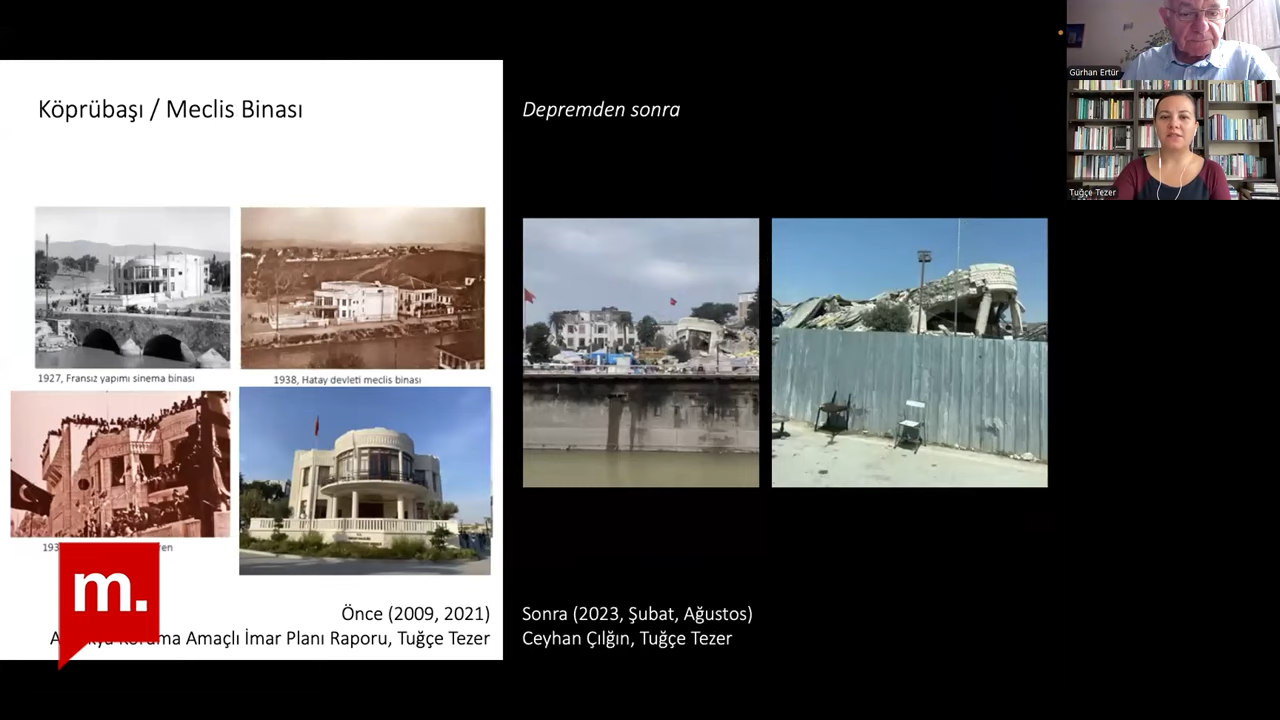 Köprübaşı / Meclis Binası
Depremden sonra
Gürhan Ertür
Tuğçe Tezer
1927, Fransız yapımı sinema binası
1938, Hatay devleti meclis binası
Önce (2009, 2021)
Amaçlı İmar Planı Raporu, Tuğçe Tezer
Sonra (2023, Şubat, Ağustos)
Ceyhan Çılğın, Tuğçe Tezer
m.